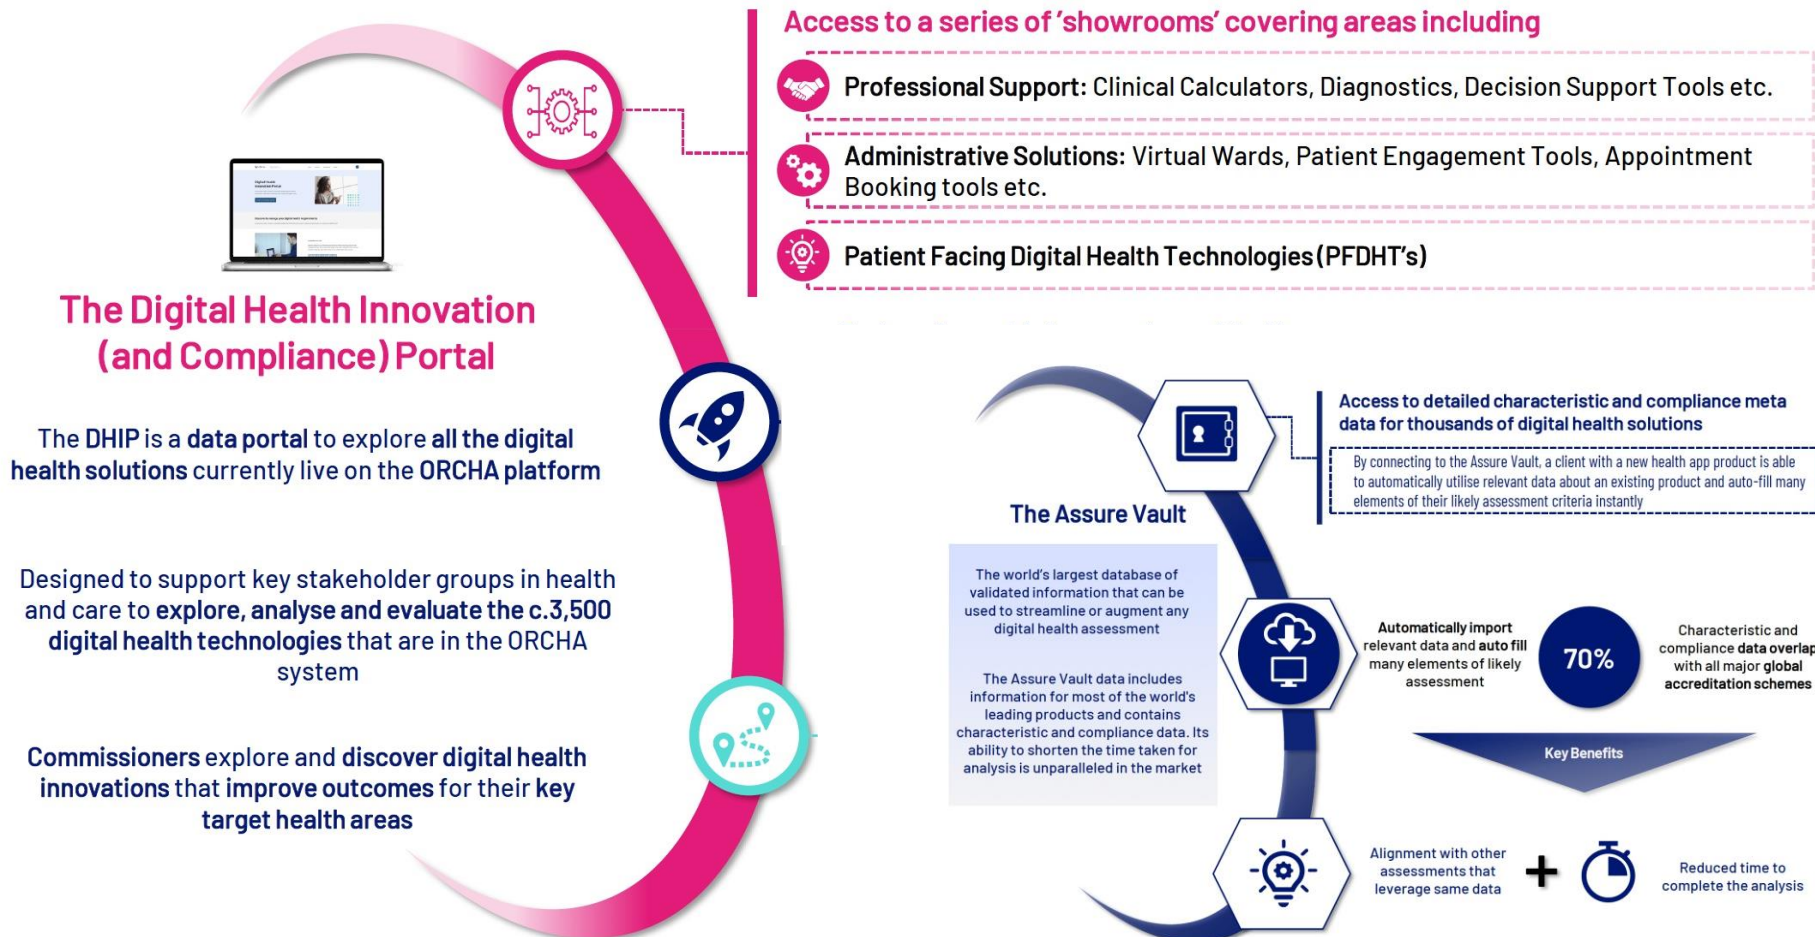 Access to a series of 'showrooms' covering areas including
Professional Support: Clinical Calculators, Diagnostics, Decision Support Tools etc.
Administrative Solutions: Virtual Wards, Patient Engagement Tools, Appointment
Booking tools etc.
Patient Facing Digital Health Technologies (PFDHT's)
The Digital Health Innovation
(and Compliance) Portal
The DHIP is a data portal to explore all the digital
health solutions currently live on the ORCHA platform
Designed to support key stakeholder groups in health
and care to explore, analyse and evaluate the c.3,500
digital health technologies that are in the ORCHA
system
Commissioners explore and discover digital health
innovations that improve outcomes for their key
target health areas
Access to detailed characteristic and compliance meta
data for thousands of digital health solutions
By connecting to the Assure Vault, a client with a new health app product is able
to automatically utilise relevant data about an existing product and auto-fill many
elements of their likely assessment criteria instantly
The Assure Vault
The world's largest database of
validated information that can be
used to streamline or augment any
digital health assessment
The Assure Vault data includes
information for most of the world's
leading products and contains
characteristic and compliance data. Its
ability to shorten the time taken for
analysis is unparalleled in the market
Automatically import
relevant data and auto fill
many elements of likely
assessment
70%
Characteristic and
compliance data overlap
with all major global
accreditation schemes
Key Benefits
Alignment with other
assessments that
leverage same data
+
Reduced time to
complete the analysis